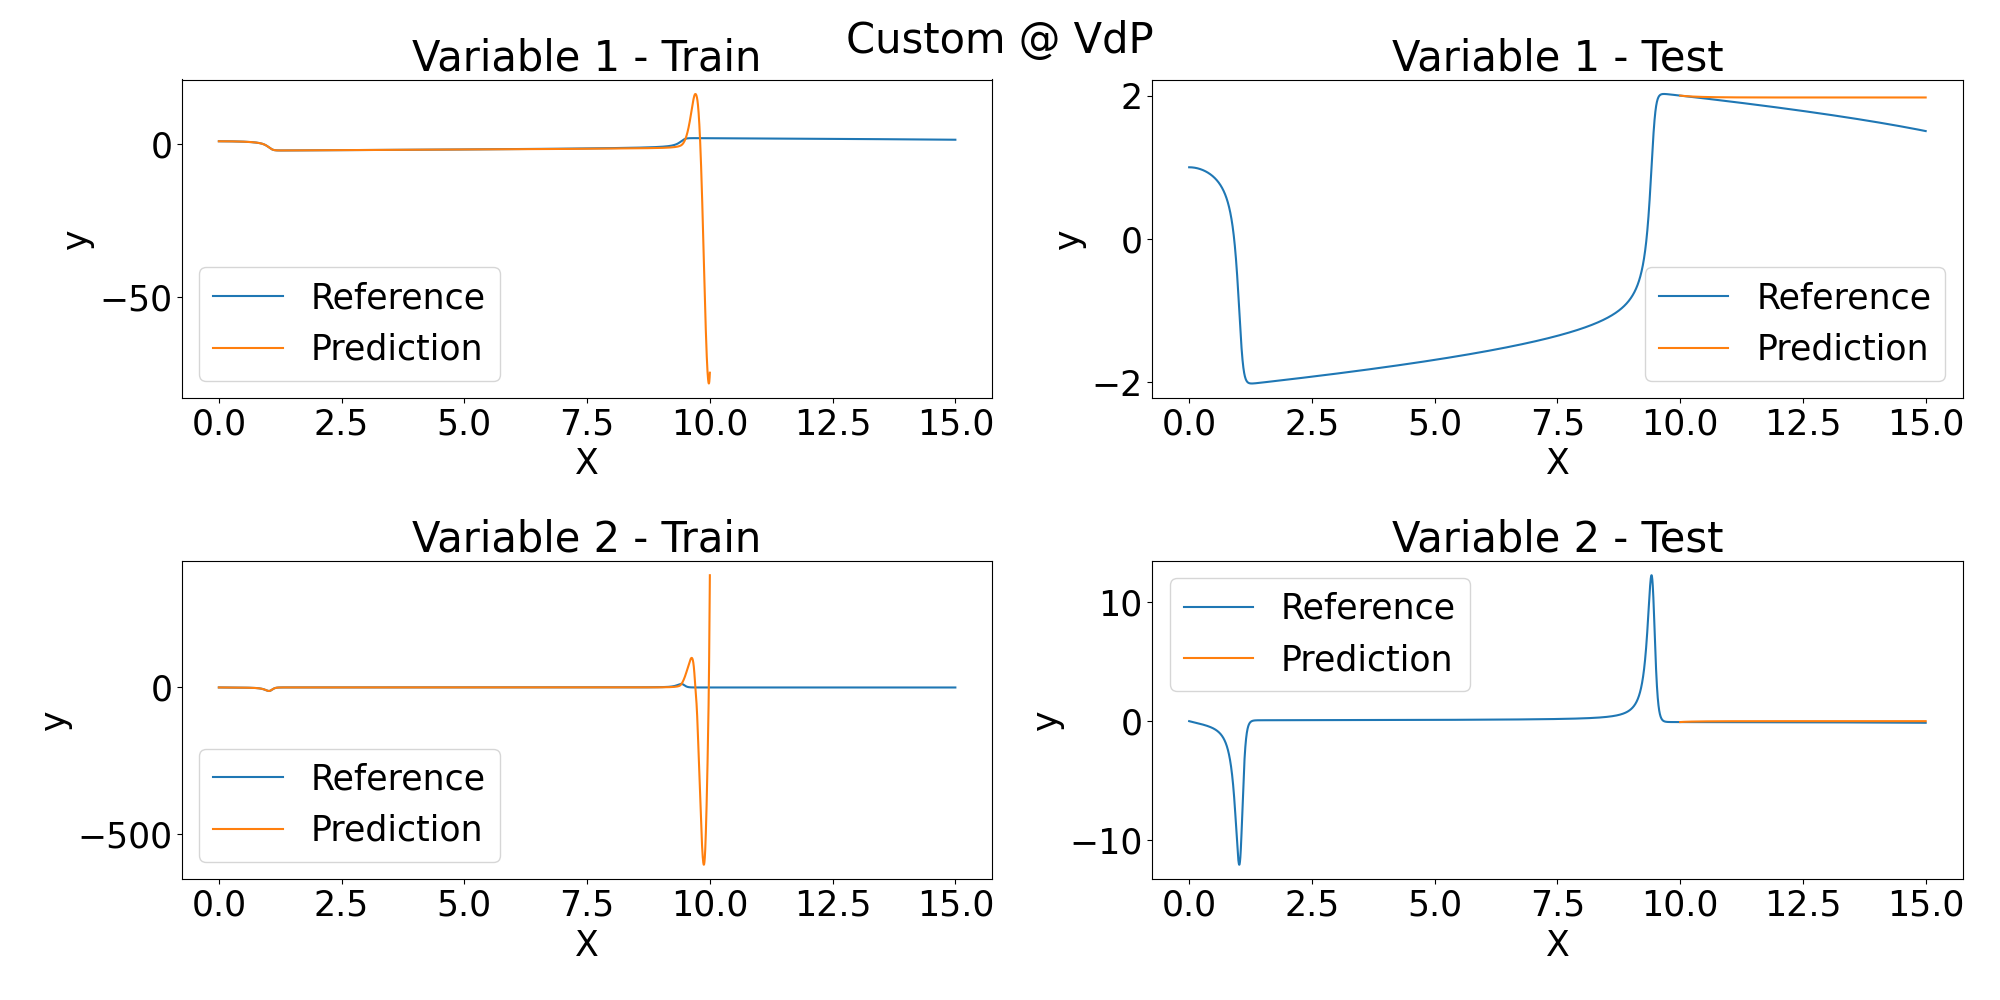 Custom @ VdP
Variable 1 - Train
0
−50
y
Reference
Prediction
0.0 2.5 5.0 7.5 10.0 12.5 15.0
X
Variable 1 - Test
2
0
−2
y
Reference
Prediction
0.0 2.5 5.0 7.5 10.0 12.5 15.0
X
Variable 2 - Train
0
−500
y
Reference
Prediction
0.0 2.5 5.0 7.5 10.0 12.5 15.0
X
Variable 2 - Test
10
0
−10
y
Reference
Prediction
0.0 2.5 5.0 7.5 10.0 12.5 15.0
X